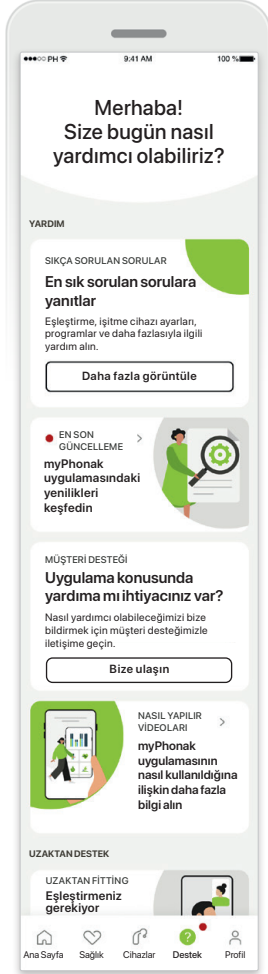 PH
9:41 AM
100 %
Merhaba!
Size bugün nasıl
yardımcı olabiliriz?
YARDIM
SIKÇA SORULAN SORULAR
En sık sorulan sorulara
yanıtlar
Eşleştirme, işitme cihazı ayarları,
programlar ve daha fazlasıyla ilgili
yardım alın.
Daha fazla görüntüle
EN SON
GÜNCELLEME
myPhonak
uygulamasındaki
yenilikleri
keşfedin
MÜŞTERİ DESTEĞİ
Uygulama konusunda
yardıma mı ihtiyacınız var?
Nasıl yardımcı olabileceğimizi bize
bildirmek için müşteri desteğimizle
iletişime geçin.
Bize ulaşın
NASIL YAPILIR
VİDEOLARI
myPhonak
uygulamasının
nasıl kullanıldığına
ilişkin daha fazla
bilgi alın
UZAKTAN DESTEK
UZAKTAN FİTTİNG
Eşleştirmeniz
gerekiyor
Ana Sayfa
Sağlık
Cihazlar
Destek
Profil